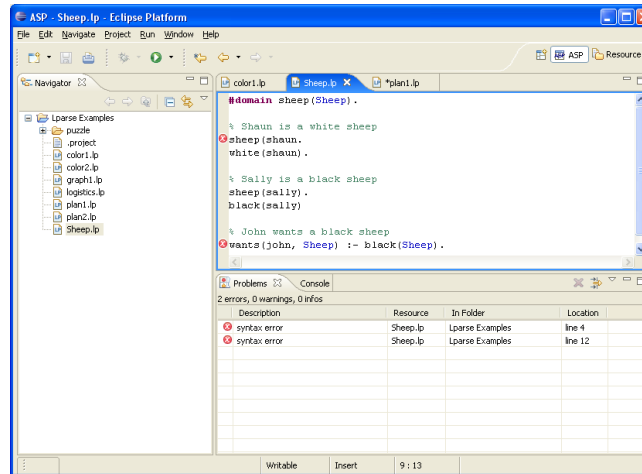 ASP - Sheep.lp - Eclipse Platform
File Edit Navigate Project Run Window Help
ASP Resource
Navigator
color1.lp Sheep.lp *plan1.lp
Lparse Examples
puzzle
.project
color1.lp
color2.lp
graph1.lp
logistics.lp
plan1.lp
plan2.lp
Sheep.lp
#domain sheep(Sheep).
% Shaun is a white sheep
sheep(shaun.
white(shaun).
% Sally is a black sheep
sheep(sally).
black(sally)
% John wants a black sheep
wants(john, Sheep) :- black(Sheep).
Problems Console
2 errors, 0 warnings, 0 infos
Description Resource In Folder Location
syntax error Sheep.lp Lparse Examples line 4
syntax error Sheep.lp Lparse Examples line 12
Writable Insert 9 : 13